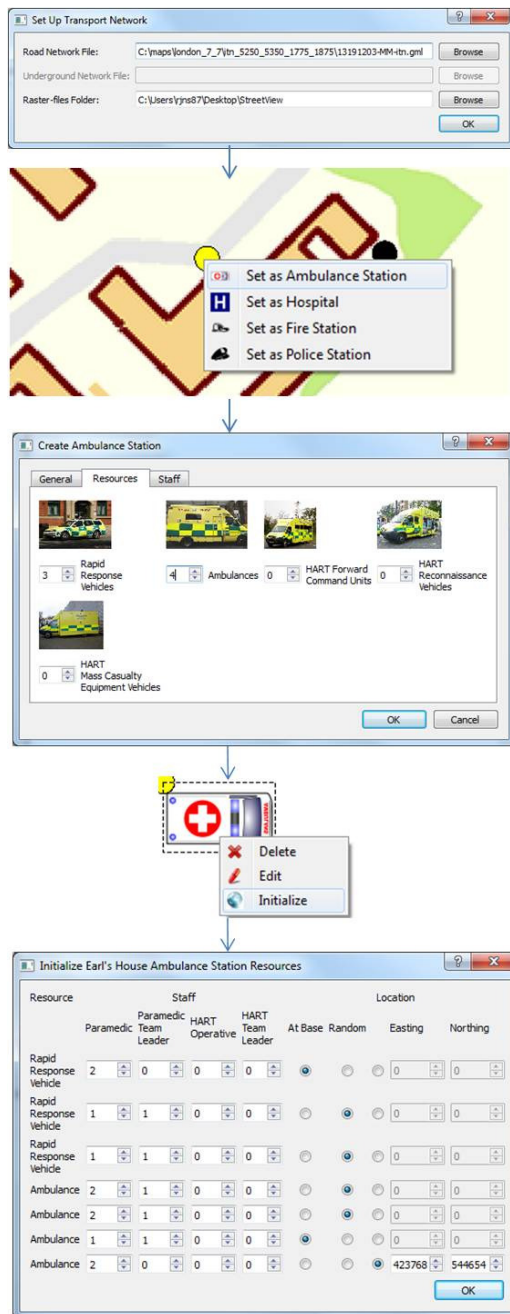 Set Up Transport Network
Road Network File: C:\maps\london_7_7\itn_5250_5350_1775_1875\13191203-MM-itn.gml Browse
Underground Network File: Browse
Raster-files Folder: C:\Users\rjns87\Desktop\StreetView Browse
OK
Set as Ambulance Station
H Set as Hospital
Set as Fire Station
Set as Police Station
Create Ambulance Station
General Resources Staff
3 Rapid Response Vehicles
4 Ambulances
0 HART Forward Command Units
0 HART Reconnaissance Vehicles
0 HART Mass Casualty Equipment Vehicles
OK Cancel
Delete
Edit
Initialize
Initialize Earl's House Ambulance Station Resources
Resource Staff Location
Paramedic Paramedic Team Leader HART Operative HART Team Leader At Base Random Easting Northing
Rapid Response Vehicle 2 0 0 0 0 0
Rapid Response Vehicle 1 1 0 0 0 0
Rapid Response Vehicle 1 1 0 0 0 0
Ambulance 2 1 0 0 0 0
Ambulance 2 1 0 0 0 0
Ambulance 1 1 0 0 0 0
Ambulance 2 0 0 0 423768 544654
OK